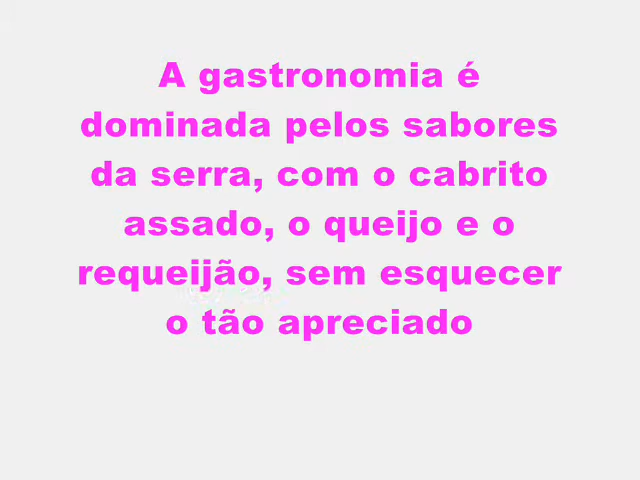 A gastronomia é
dominada pelos sabores
da serra, com o cabrito
assado, o queijo e o
requeijão, sem esquecer
o tão apreciado